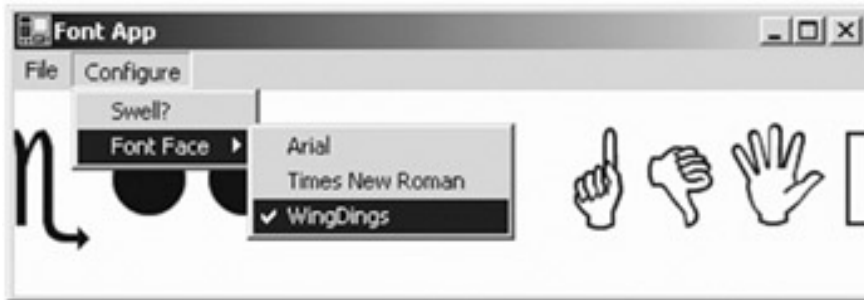 Font App
File Configure
Swell?
Font Face
Arial
Times New Roman
WingDings